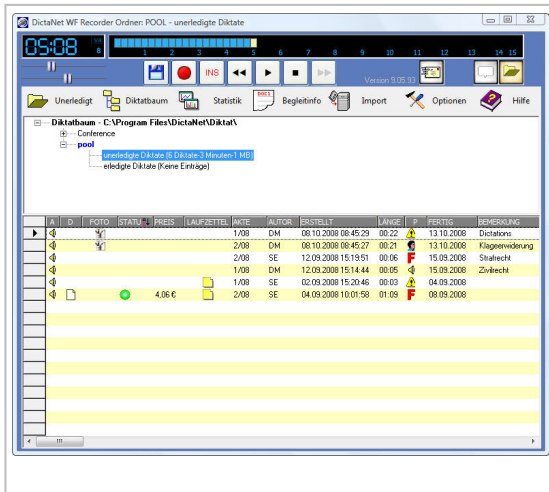 DictaNet WF Recorder Ordner: POOL - unerledigte Diktate
05:08 8
1 2 3 4 5 6 7 8 9 10 11 12 13 14 15
INS
Version 9.05.93
Unerledigt Diktatbaum Statistik Begleitinfo Import Optionen Hilfe
Diktatbaum - C:\Program Files\DictaNet\Diktat\
Conference
pool
unerledigte Diktate (6 Diktate-3 Minuten-1 MB)
erledigte Diktate (Keine Einträge)
A D FOTO STATU PREIS LAUFZETTEL AKTE AUTOR ERSTELLT LÄNGE P FERTIG BEMERKUNG
1/08 DM 08.10.2008 08:45:29 00:22 13.10.2008 Dictations
2/08 DM 08.10.2008 08:45:27 00:21 13.10.2008 Klageerwiderung
2/08 SE 12.09.2008 15:19:51 00:06 F 15.09.2008 Strafrecht
1/08 DM 12.09.2008 15:14:44 00:05 15.09.2008 Zivilrecht
1/08 SE 02.09.2008 15:20:46 00:03 04.09.2008
4,06 € 2/08 SE 04.09.2008 10:01:58 01:09 F 08.09.2008